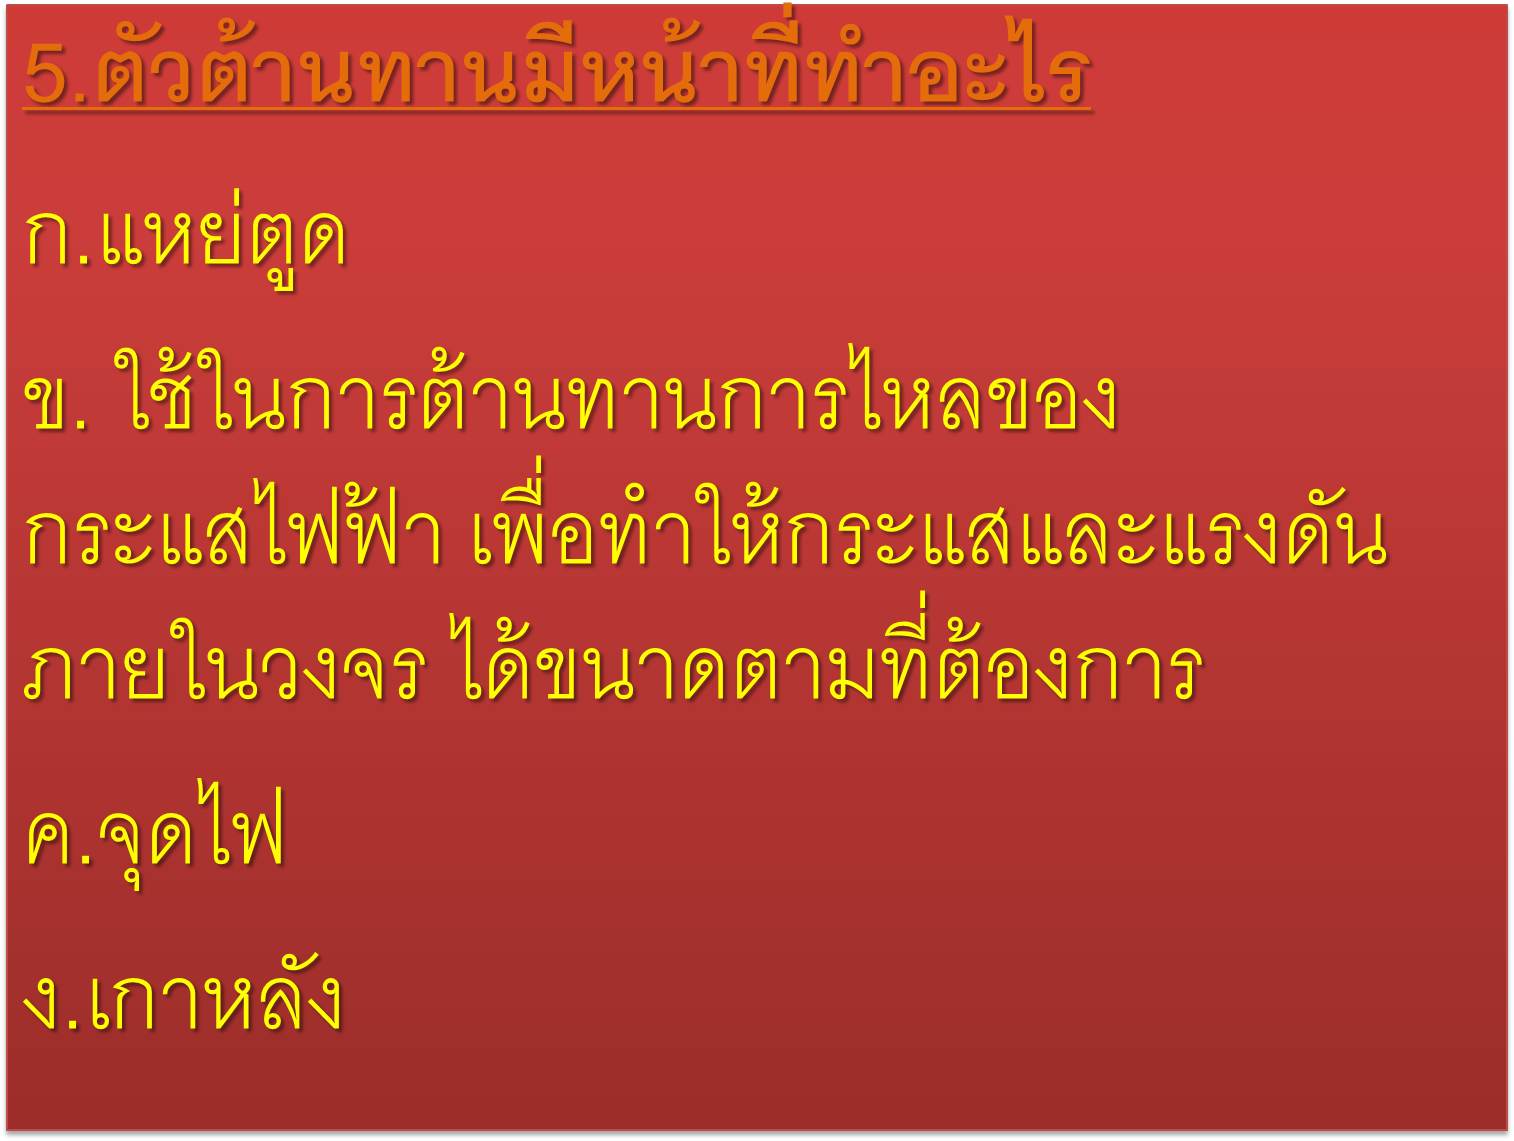 5.ตัวต้านทานมีหน้าที่ทำอะไร
ก.แหย่ตูด
ข. ใช้ในการต้านทานการไหลของ
กระแสไฟฟ้า เพื่อทำให้กระแสและแรงดัน
ภายในวงจร ได้ขนาดตามที่ต้องการ
ค.จุดไฟ
ง.เกาหลัง